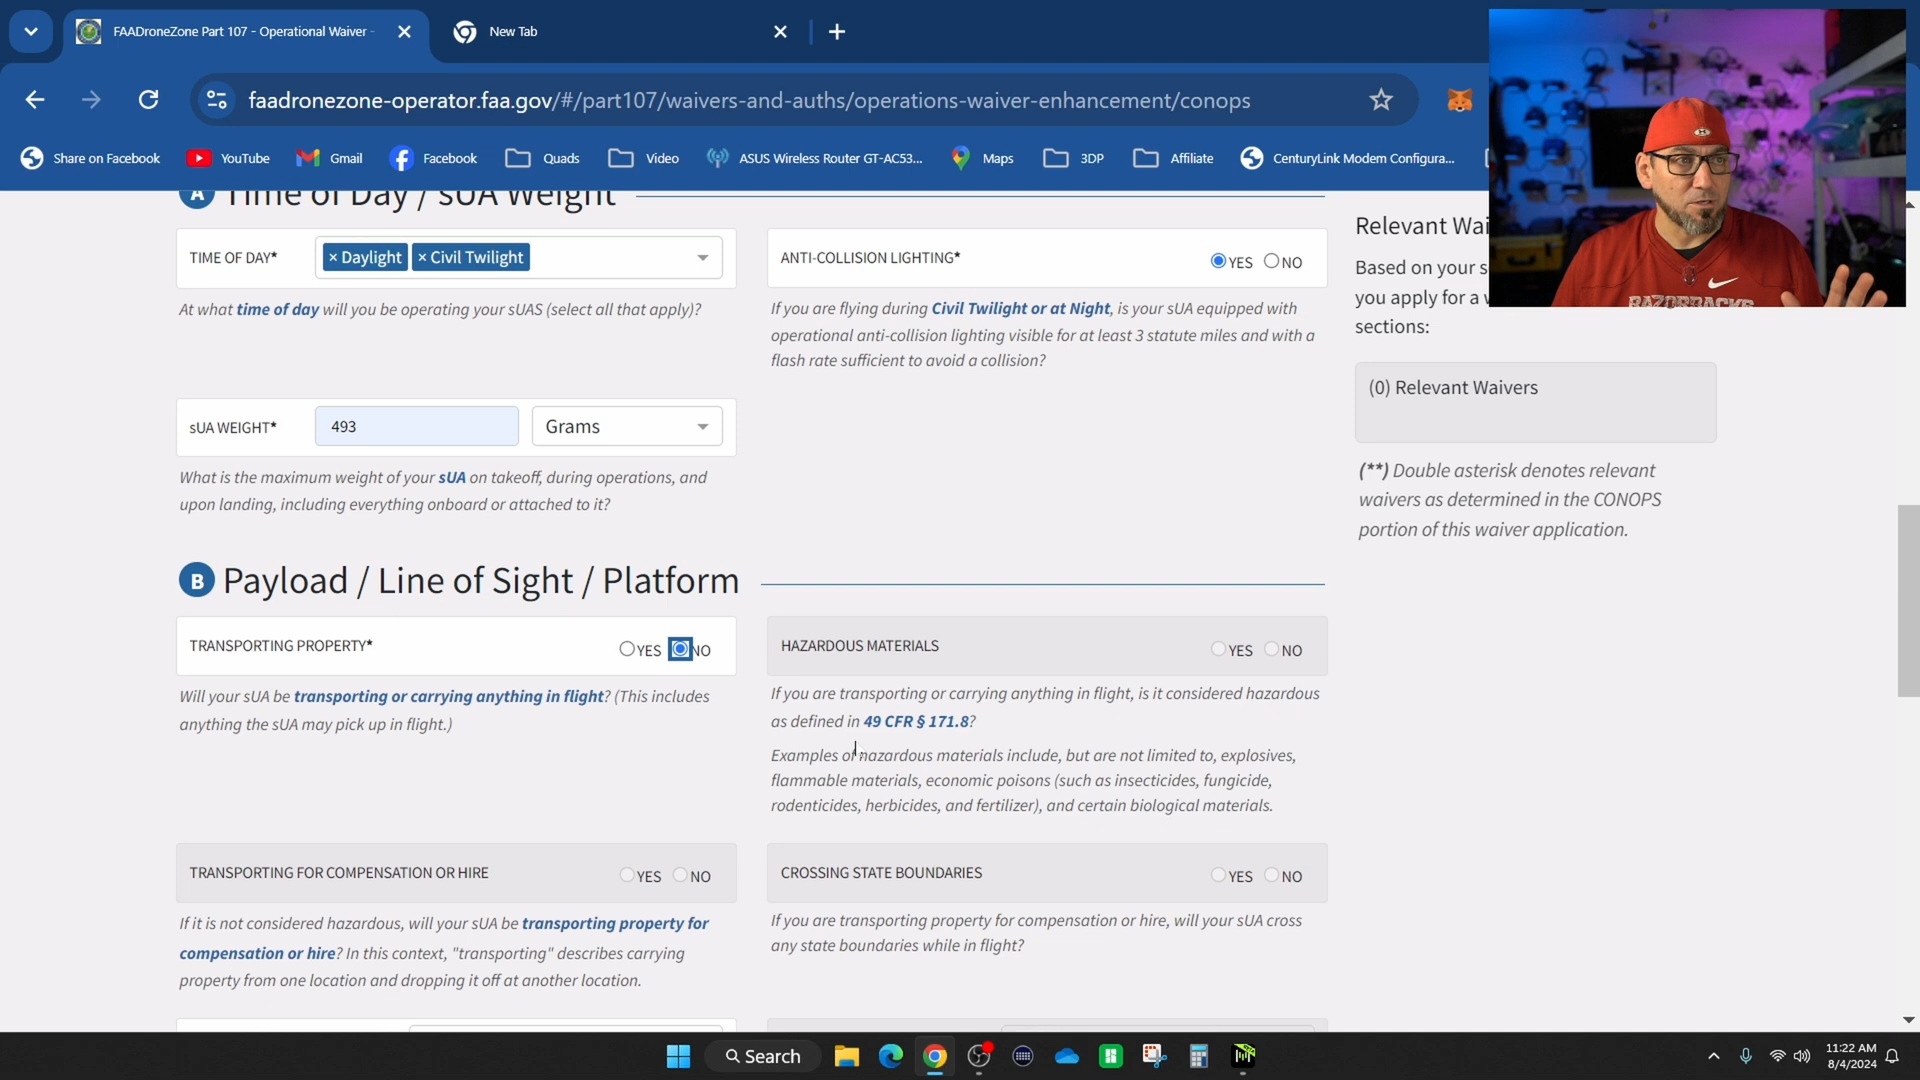 FAADroneZone Part 107 - Operational Waiver -
New Tab
faadronezone-operator.faa.gov/#/part107/waivers-and-auths/operations-waiver-enhancement/conops
Share on Facebook
YouTube
Gmail
Facebook
Quads
Video
ASUS Wireless Router GT-AC53...
Maps
3DP
Affiliate
CenturyLink Modem Configura...
A Time of Day / sUA Weight
TIME OF DAY*
× Daylight × Civil Twilight
At what time of day will you be operating your sUAS (select all that apply)?
ANTI-COLLISION LIGHTING*
YES NO
If you are flying during Civil Twilight or at Night, is your sUA equipped with
operational anti-collision lighting visible for at least 3 statute miles and with a
flash rate sufficient to avoid a collision?
sUA WEIGHT*
493
Grams
What is the maximum weight of your sUA on takeoff, during operations, and
upon landing, including everything onboard or attached to it?
B Payload / Line of Sight / Platform
TRANSPORTING PROPERTY*
YES NO
Will your sUA be transporting or carrying anything in flight? (This includes
anything the sUA may pick up in flight.)
HAZARDOUS MATERIALS
YES NO
If you are transporting or carrying anything in flight, is it considered hazardous
as defined in 49 CFR § 171.8?
Examples of hazardous materials include, but are not limited to, explosives,
flammable materials, economic poisons (such as insecticides, fungicide,
rodenticides, herbicides, and fertilizer), and certain biological materials.
TRANSPORTING FOR COMPENSATION OR HIRE
YES NO
If it is not considered hazardous, will your sUA be transporting property for
compensation or hire? In this context, "transporting" describes carrying
property from one location and dropping it off at another location.
CROSSING STATE BOUNDARIES
YES NO
If you are transporting property for compensation or hire, will your sUA cross
any state boundaries while in flight?
Relevant Wai
Based on your s
you apply for a
sections:
(0) Relevant Waivers
(**) Double asterisk denotes relevant
waivers as determined in the CONOPS
portion of this waiver application.
RAZORBACKS
Search
11:22 AM
8/4/2024